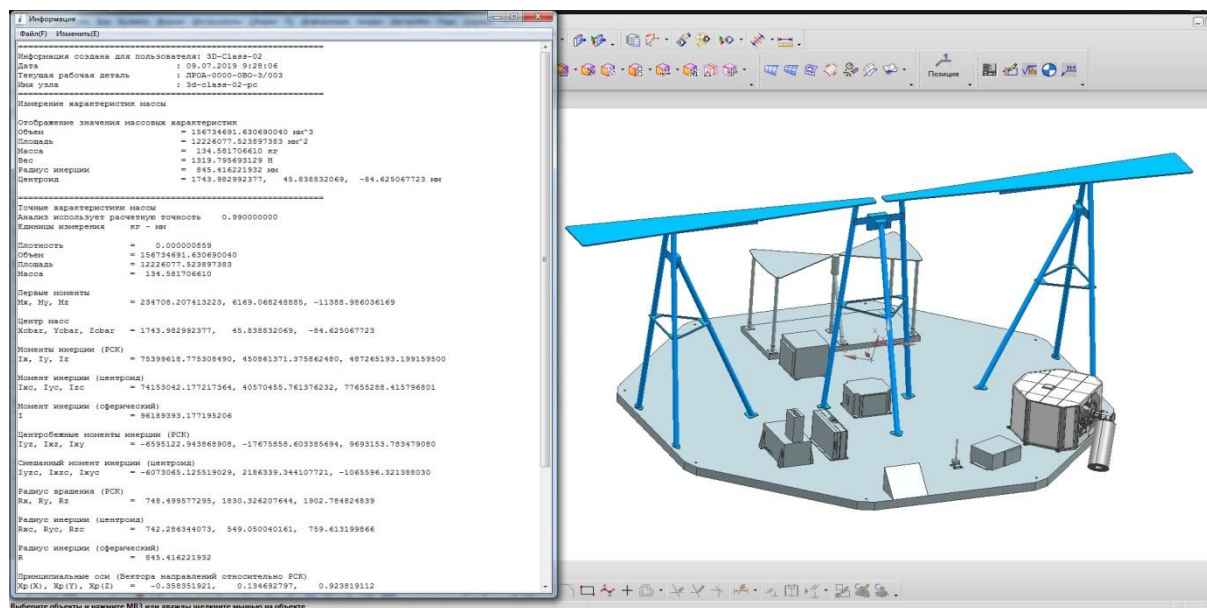 Информация
Файл(F) Изменить(E)
============================================================
Информация создана для пользователя: 3D-Class-02
Дата : 09.07.2019 9:28:06
Текущая рабочая деталь : ЛРОА-0000-0ВО-3/003
Имя узла : 3d-class-02-pc
============================================================
Измерение характеристик массы
Отображение значения массовых характеристик
Объем = 156734691.630690040 мм^3
Площадь = 12226077.523897383 мм^2
Масса = 134.581706610 кг
Вес = 1319.795693129 Н
Радиус инерции = 845.416221932 мм
Центроид = 1743.982992377, 45.838832069, -84.625067723 мм
============================================================
Точные характеристики массы
Анализ использует расчетную точность 0.990000000
Единицы измерения кг - мм
Плотность = 0.000000859
Объем = 156734691.630690040
Площадь = 12226077.523897383
Масса = 134.581706610
Первые моменты
Mx, My, Mz = 234708.207413223, 6169.068248885, -11388.986036169
Центр масс
Xcbar, Ycbar, Zcbar = 1743.982992377, 45.838832069, -84.625067723
Моменты инерции (РСК)
Ix, Iy, Iz = 75399618.775308490, 450861371.375862480, 487265193.199159500
Момент инерции (центроид)
Ixc, Iyc, Izc = 74153042.177217364, 40570455.761376232, 77655288.415796801
Момент инерции (сферический)
I = 96189393.177195206
Центробежные моменты инерции (РСК)
Iyz, Ixz, Ixy = -6595122.943868908, -17675858.603385694, 9693153.783479080
Смешанный момент инерции (центроид)
Iyzc, Ixzc, Ixyc = -6073065.125519029, 2186339.344107721, -1065596.321388030
Радиус вращения (РСК)
Rx, Ry, Rz = 748.499577295, 1830.326207644, 1902.784824839
Радиус инерции (центроид)
Rxc, Ryc, Rzc = 742.286344073, 549.050040161, 759.613199866
Радиус инерции (сферический)
R = 845.416221932
Принципиальные оси (Вектора направлений относительно РСК)
Xp(X), Xp(Y), Xp(Z) = -0.358351921, 0.134692797, 0.923819112
Позиция
X
Выберите объекты и нажмите МВ3 или дважды щелкните мышью на объекте